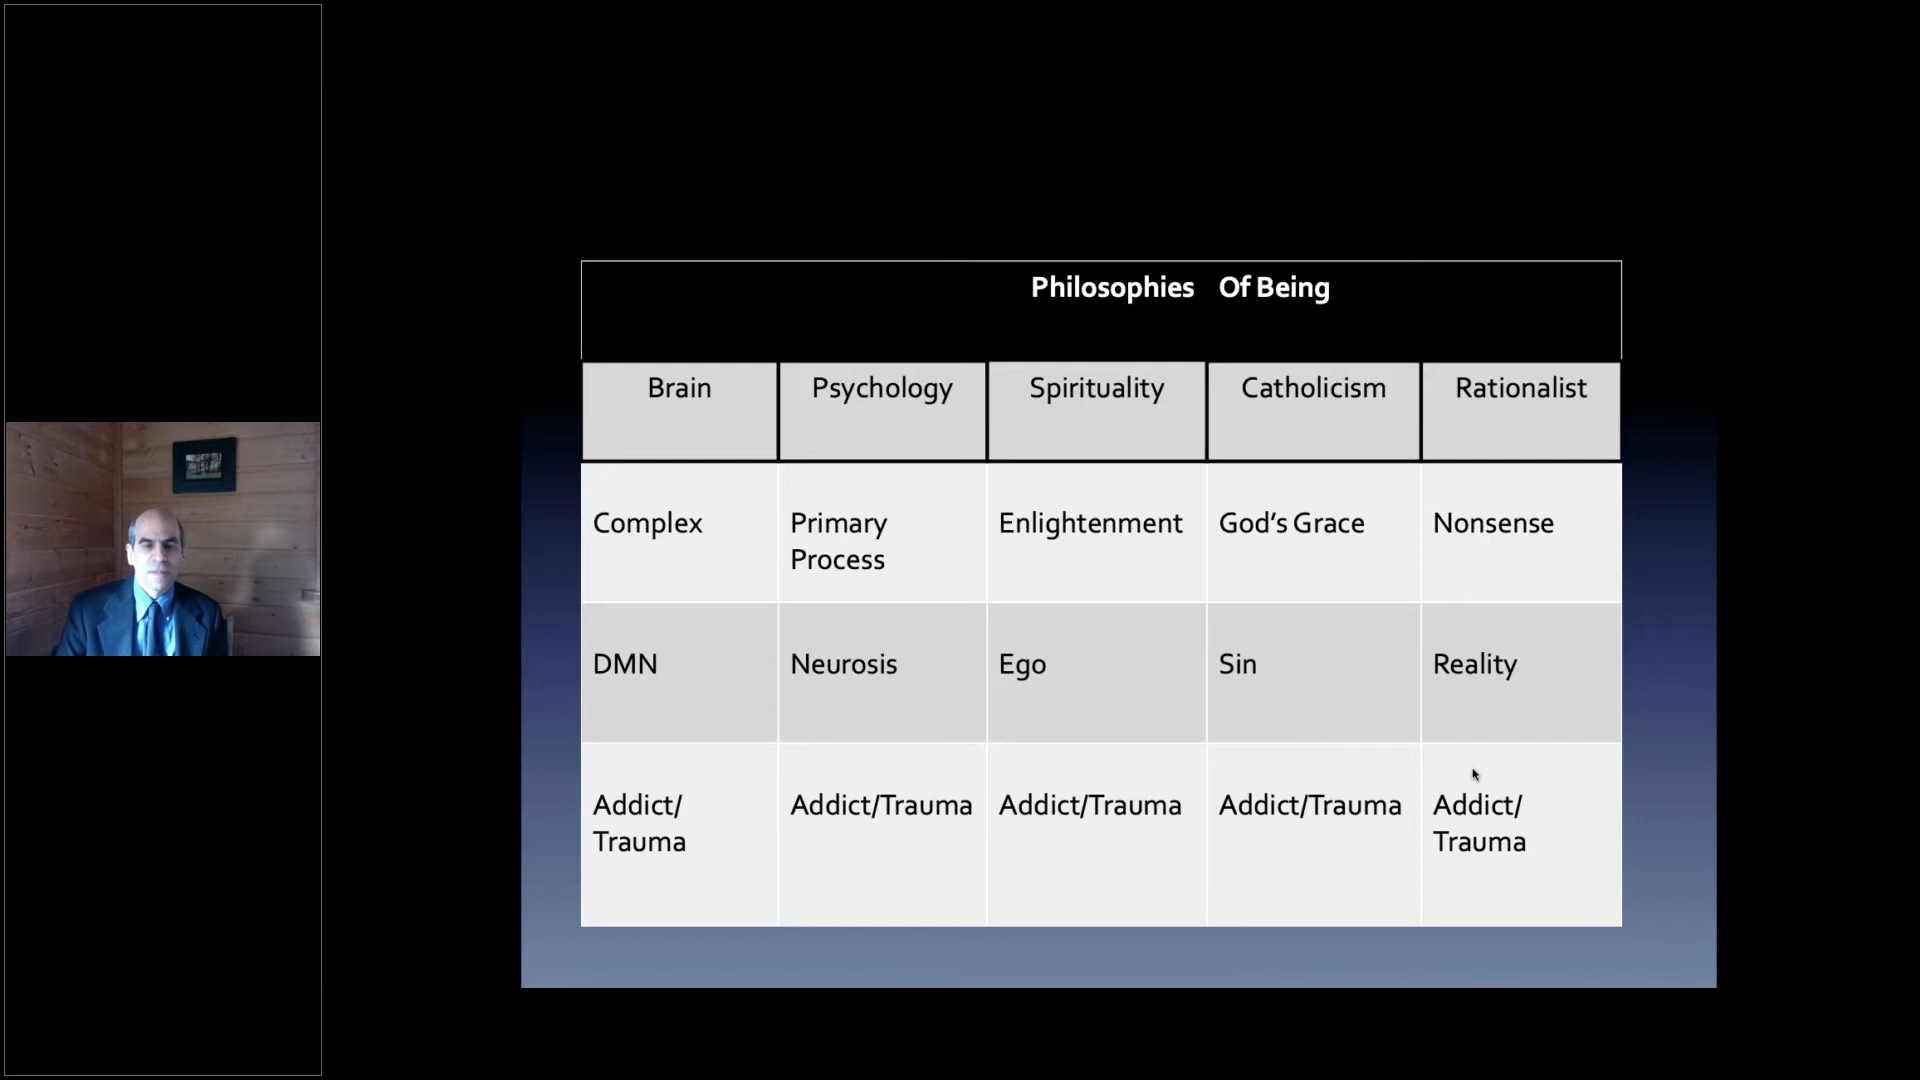 Philosophies Of Being
Brain Psychology Spirituality Catholicism Rationalist
Complex Primary Process Enlightenment God’s Grace Nonsense
DMN Neurosis Ego Sin Reality
Addict/ Trauma Addict/Trauma Addict/Trauma Addict/Trauma Addict/ Trauma